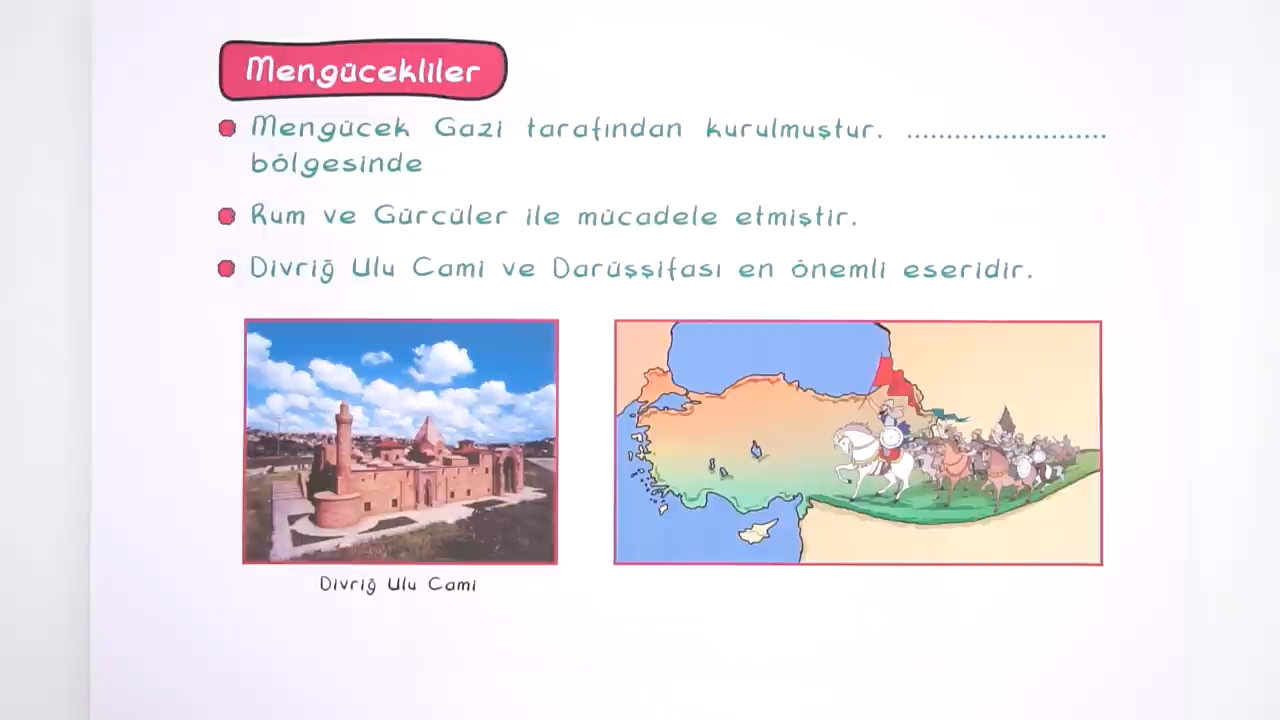 Mengücekliler
Mengücek Gazi tarafından kurulmuştur. .........................
bölgesinde
Rum ve Gürcüler ile mücadele etmiştir.
Divriğ Ulu Cami ve Darüşşifası en önemli eseridir.
Divriğ Ulu Cami